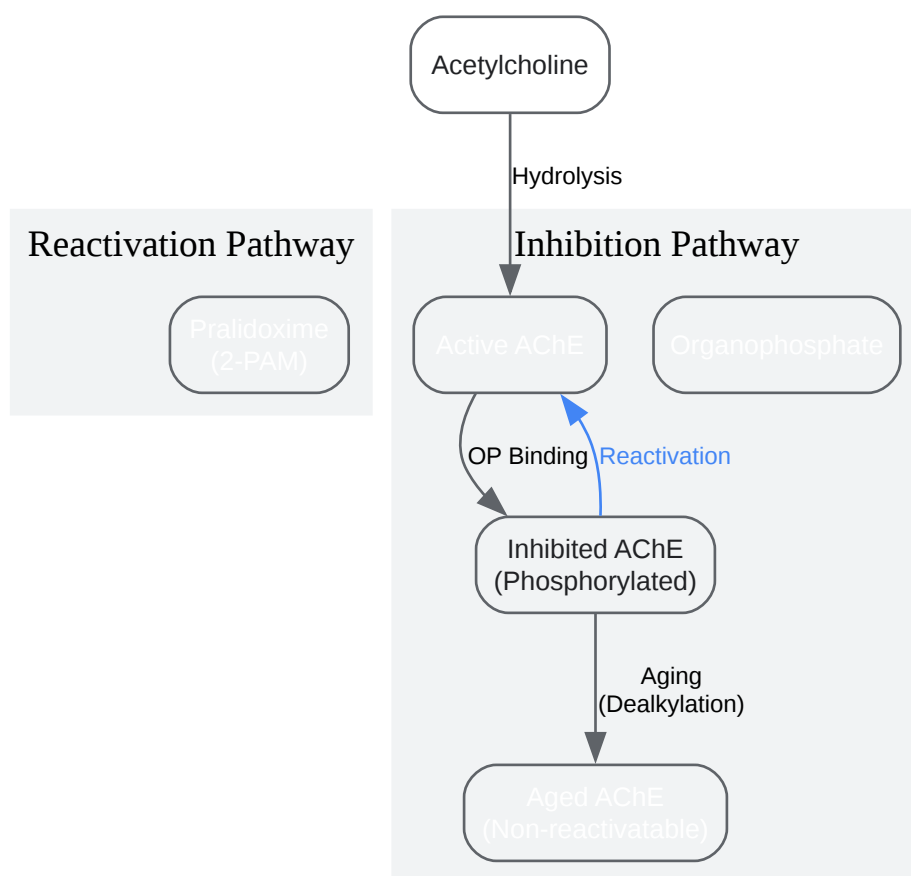 Acetylcholine
Hydrolysis
Reactivation Pathway
Inhibition Pathway
Pralidoxime
(2-PAM)
Active AChE
Organophosphate
OP Binding
Reactivation
Inhibited AChE
(Phosphorylated)
Aging
(Dealkylation)
Aged AChE
(Non-reactivatable)